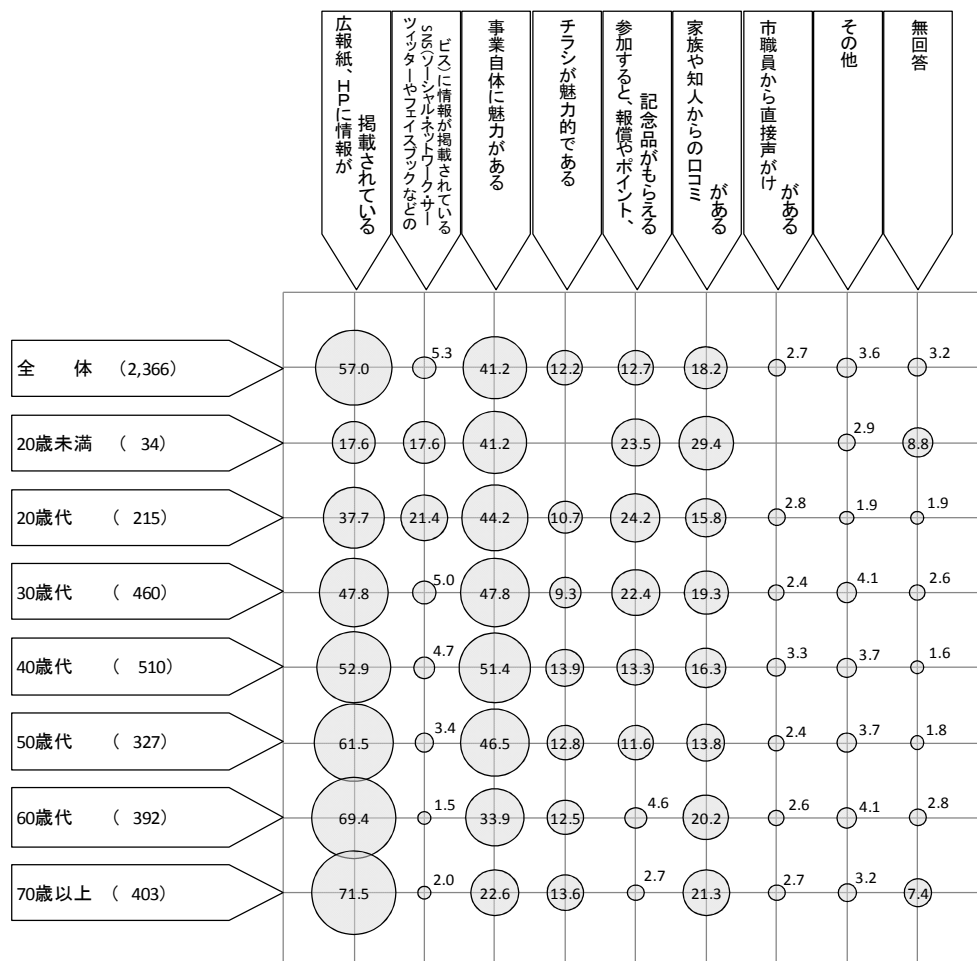 広報紙、HPに情報が
掲載されている
ツィッターやフェイスブックなどの
SNS(ソーシャル・ネットワーク・サー
ビス)に情報が掲載されている
事業自体に魅力がある
チラシが魅力的である
参加すると、報償やポイント、
記念品がもらえる
家族や知人からの口コミ
がある
市職員から直接声がけ
がある
その他
無回答
全　体　(2,366) 57.0 5.3 41.2 12.2 12.7 18.2 2.7 3.6 3.2
20歳未満　(　34) 17.6 17.6 41.2 23.5 29.4 2.9 8.8
20歳代　(　215) 37.7 21.4 44.2 10.7 24.2 15.8 2.8 1.9 1.9
30歳代　(　460) 47.8 5.0 47.8 9.3 22.4 19.3 2.4 4.1 2.6
40歳代　(　510) 52.9 4.7 51.4 13.9 13.3 16.3 3.3 3.7 1.6
50歳代　(　327) 61.5 3.4 46.5 12.8 11.6 13.8 2.4 3.7 1.8
60歳代　(　392) 69.4 1.5 33.9 12.5 4.6 20.2 2.6 4.1 2.8
70歳以上　(　403) 71.5 2.0 22.6 13.6 2.7 21.3 2.7 3.2 7.4